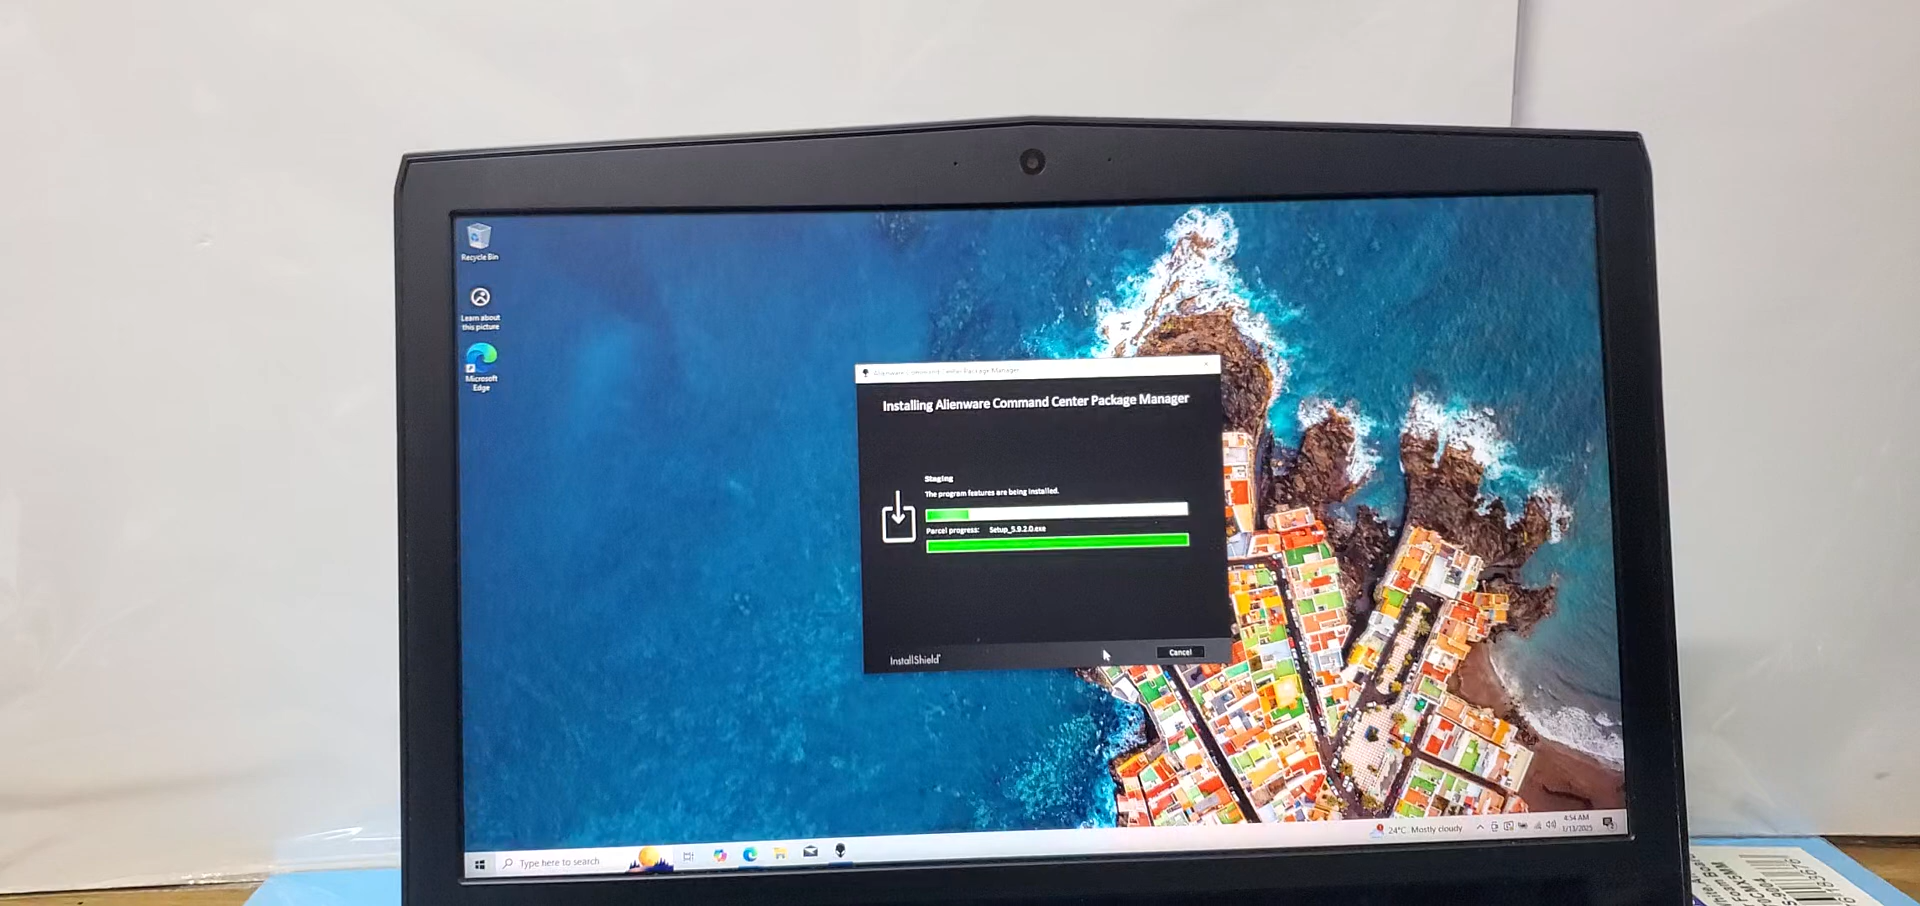 Recycle Bin
Learn about
this picture
Microsoft
Edge
Alienware Command Center Package Manager
Installing Alienware Command Center Package Manager
Staging
The program features are being installed.
Parcel progress: Setup_5.9.2.0.exe
InstallShield
Cancel
Type here to search
24°C Mostly cloudy
4:54 AM
1/13/2025